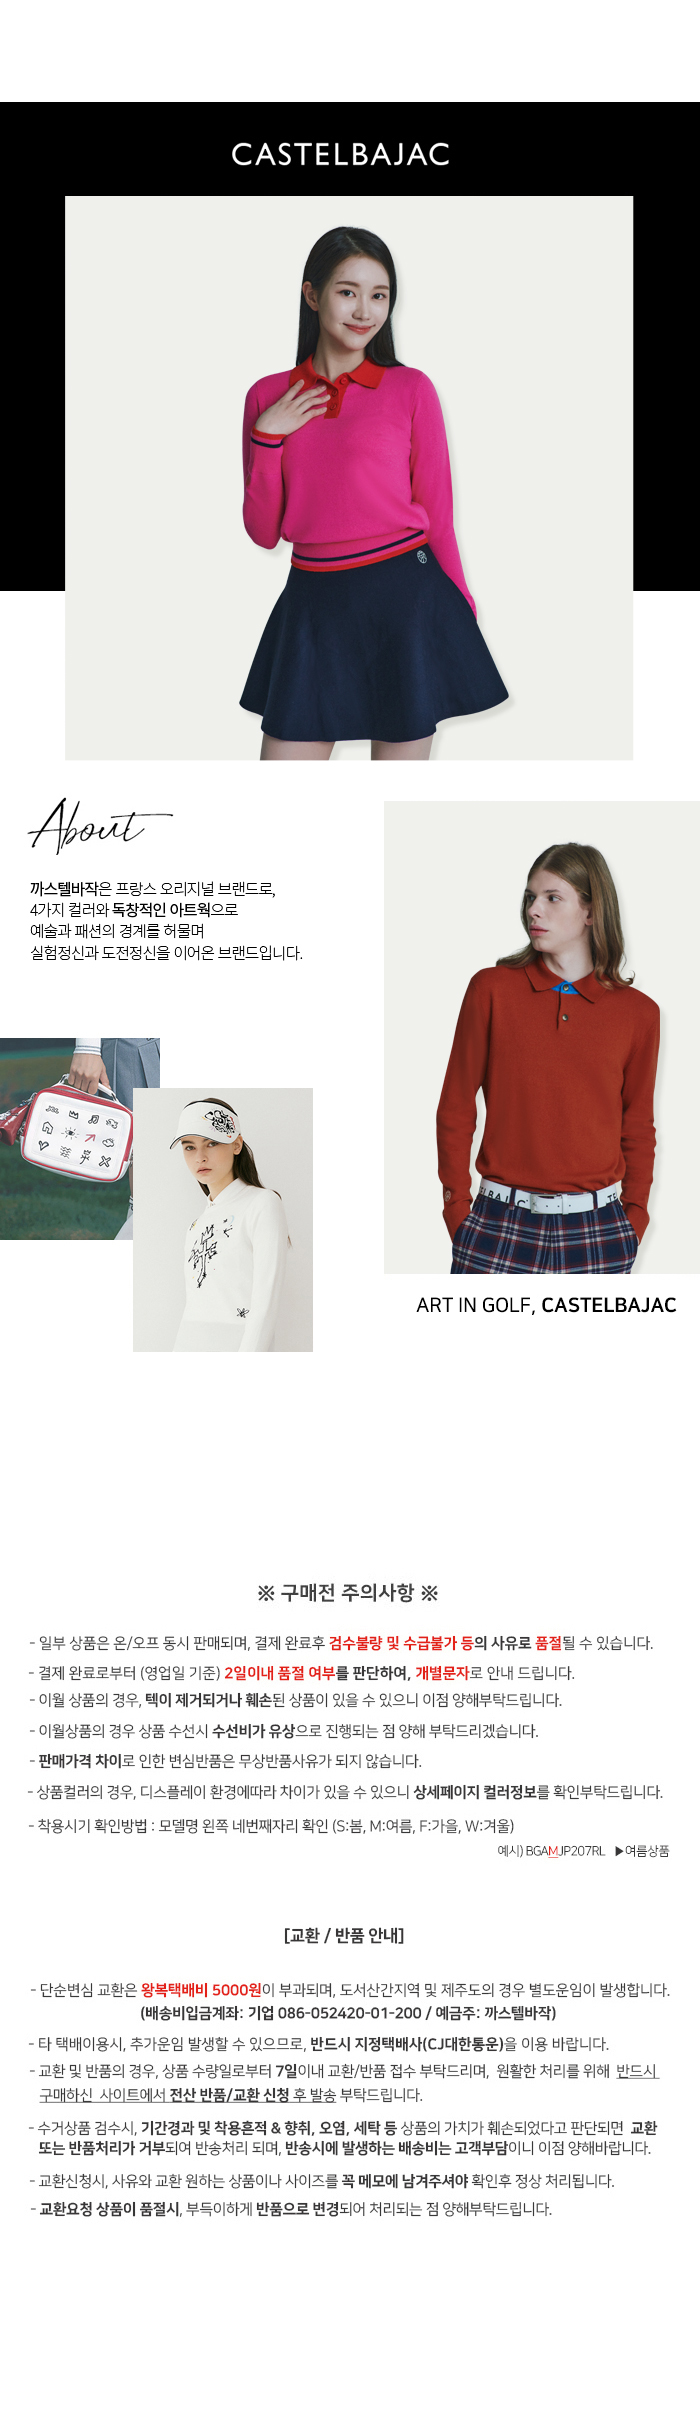 CASTELBAJAC
About
까스텔바작은 프랑스 오리지널 브랜드로,
4가지 컬러와 독창적인 아트웍으로
예술과 패션의 경계를 허물며
실험정신과 도전정신을 이어온 브랜드입니다.
ART IN GOLF, CASTELBAJAC
※ 구매전 주의사항 ※
- 일부 상품은 온/오프 동시 판매되며, 결제 완료후 검수불량 및 수급불가 등의 사유로 품절될 수 있습니다.
- 결제 완료로부터 (영업일 기준) 2일이내 품절 여부를 판단하여, 개별문자로 안내 드립니다.
- 이월 상품의 경우, 텍이 제거되거나 훼손된 상품이 있을 수 있으니 이점 양해부탁드립니다.
- 이월상품의 경우 상품 수선시 수선비가 유상으로 진행되는 점 양해 부탁드리겠습니다.
- 판매가격 차이로 인한 변심반품은 무상반품사유가 되지 않습니다.
- 상품컬러의 경우, 디스플레이 환경에따라 차이가 있을 수 있으니 상세페이지 컬러정보를 확인부탁드립니다.
- 착용시기 확인방법 : 모델명 왼쪽 네번째자리 확인 (S:봄, M:여름, F:가을, W:겨울)
예시) BGAMJP207RL ▶여름상품
[교환 / 반품 안내]
- 단순변심 교환은 왕복택배비 5000원이 부과되며, 도서산간지역 및 제주도의 경우 별도운임이 발생합니다.
(배송비입금계좌: 기업 086-052420-01-200 / 예금주: 까스텔바작)
- 타 택배이용시, 추가운임 발생할 수 있으므로, 반드시 지정택배사(CJ대한통운)을 이용 바랍니다.
- 교환 및 반품의 경우, 상품 수량일로부터 7일이내 교환/반품 접수 부탁드리며, 원활한 처리를 위해 반드시
구매하신 사이트에서 전산 반품/교환 신청 후 발송 부탁드립니다.
- 수거상품 검수시, 기간경과 및 착용흔적 & 향취, 오염, 세탁 등 상품의 가치가 훼손되었다고 판단되면 교환
또는 반품처리가 거부되여 반송처리 되며, 반송시에 발생하는 배송비는 고객부담이니 이점 양해바랍니다.
- 교환신청시, 사유와 교환 원하는 상품이나 사이즈를 꼭 메모에 남겨주셔야 확인후 정상 처리됩니다.
- 교환요청 상품이 품절시, 부득이하게 반품으로 변경되어 처리되는 점 양해부탁드립니다.